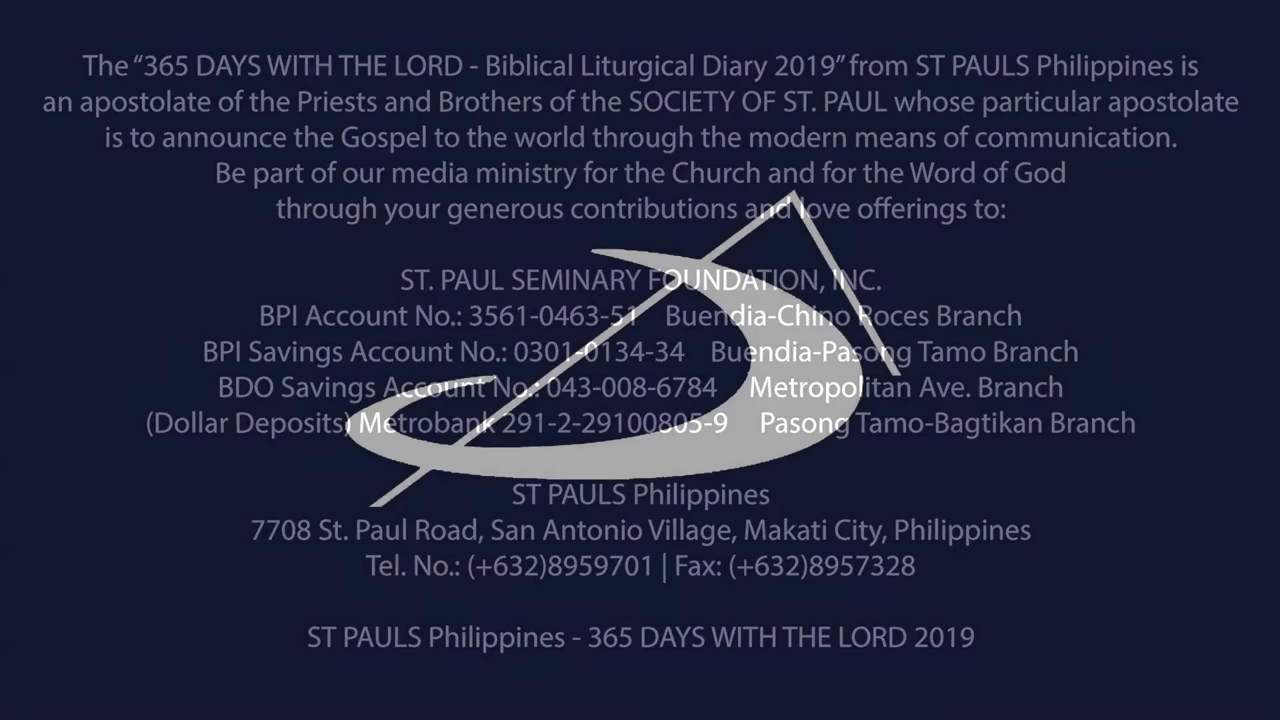 The “365 DAYS WITH THE LORD - Biblical Liturgical Diary 2019” from ST PAULS Philippines is
an apostolate of the Priests and Brothers of the SOCIETY OF ST. PAUL whose particular apostolate
is to announce the Gospel to the world through the modern means of communication.
Be part of our media ministry for the Church and for the Word of God
through your generous contributions and love offerings to:
ST. PAUL SEMINARY FOUNDATION, INC.
BPI Account No.: 3561-0463-51 Buendia-Chino Roces Branch
BPI Savings Account No.: 0301-0134-34 Buendia-Pasong Tamo Branch
BDO Savings Account No.: 043-008-6784 Metropolitan Ave. Branch
(Dollar Deposits) Metrobank 291-2-29100805-9 Pasong Tamo-Bagtikan Branch
ST PAULS Philippines
7708 St. Paul Road, San Antonio Village, Makati City, Philippines
Tel. No.: (+632)8959701 | Fax: (+632)8957328
ST PAULS Philippines - 365 DAYS WITH THE LORD 2019